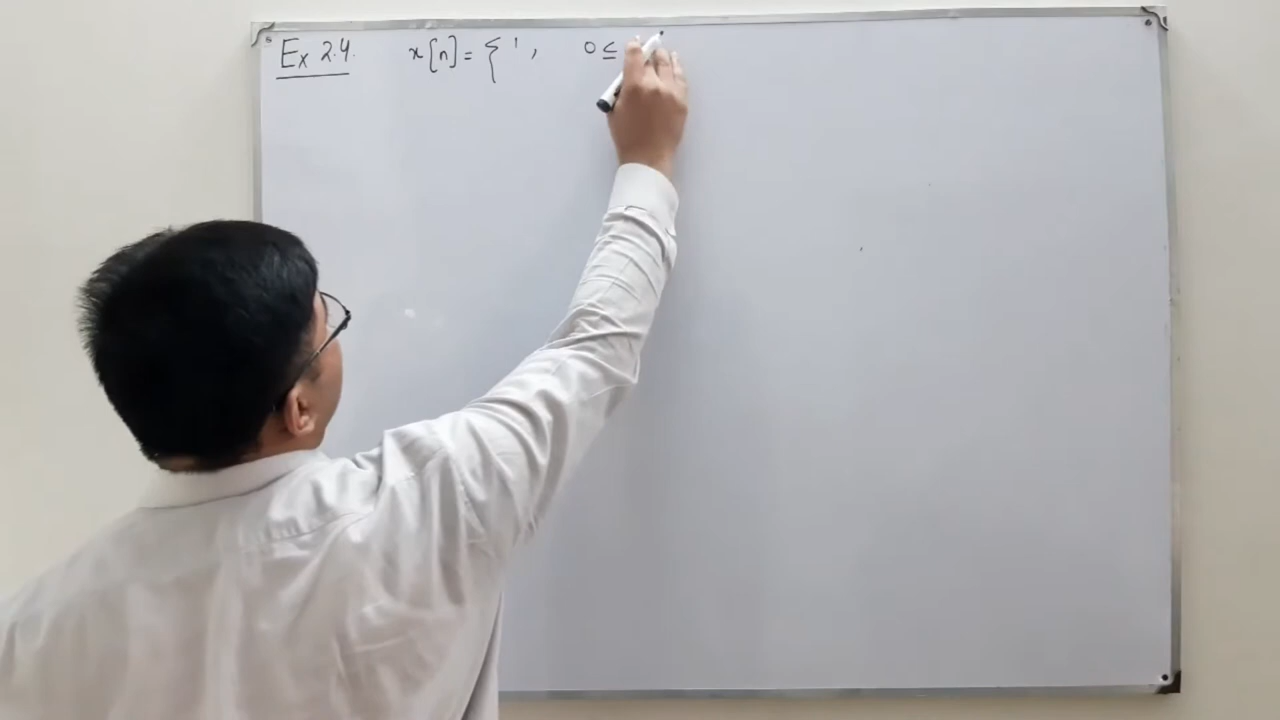 Ex 2.4. x[n] = { 1, 0 ≤